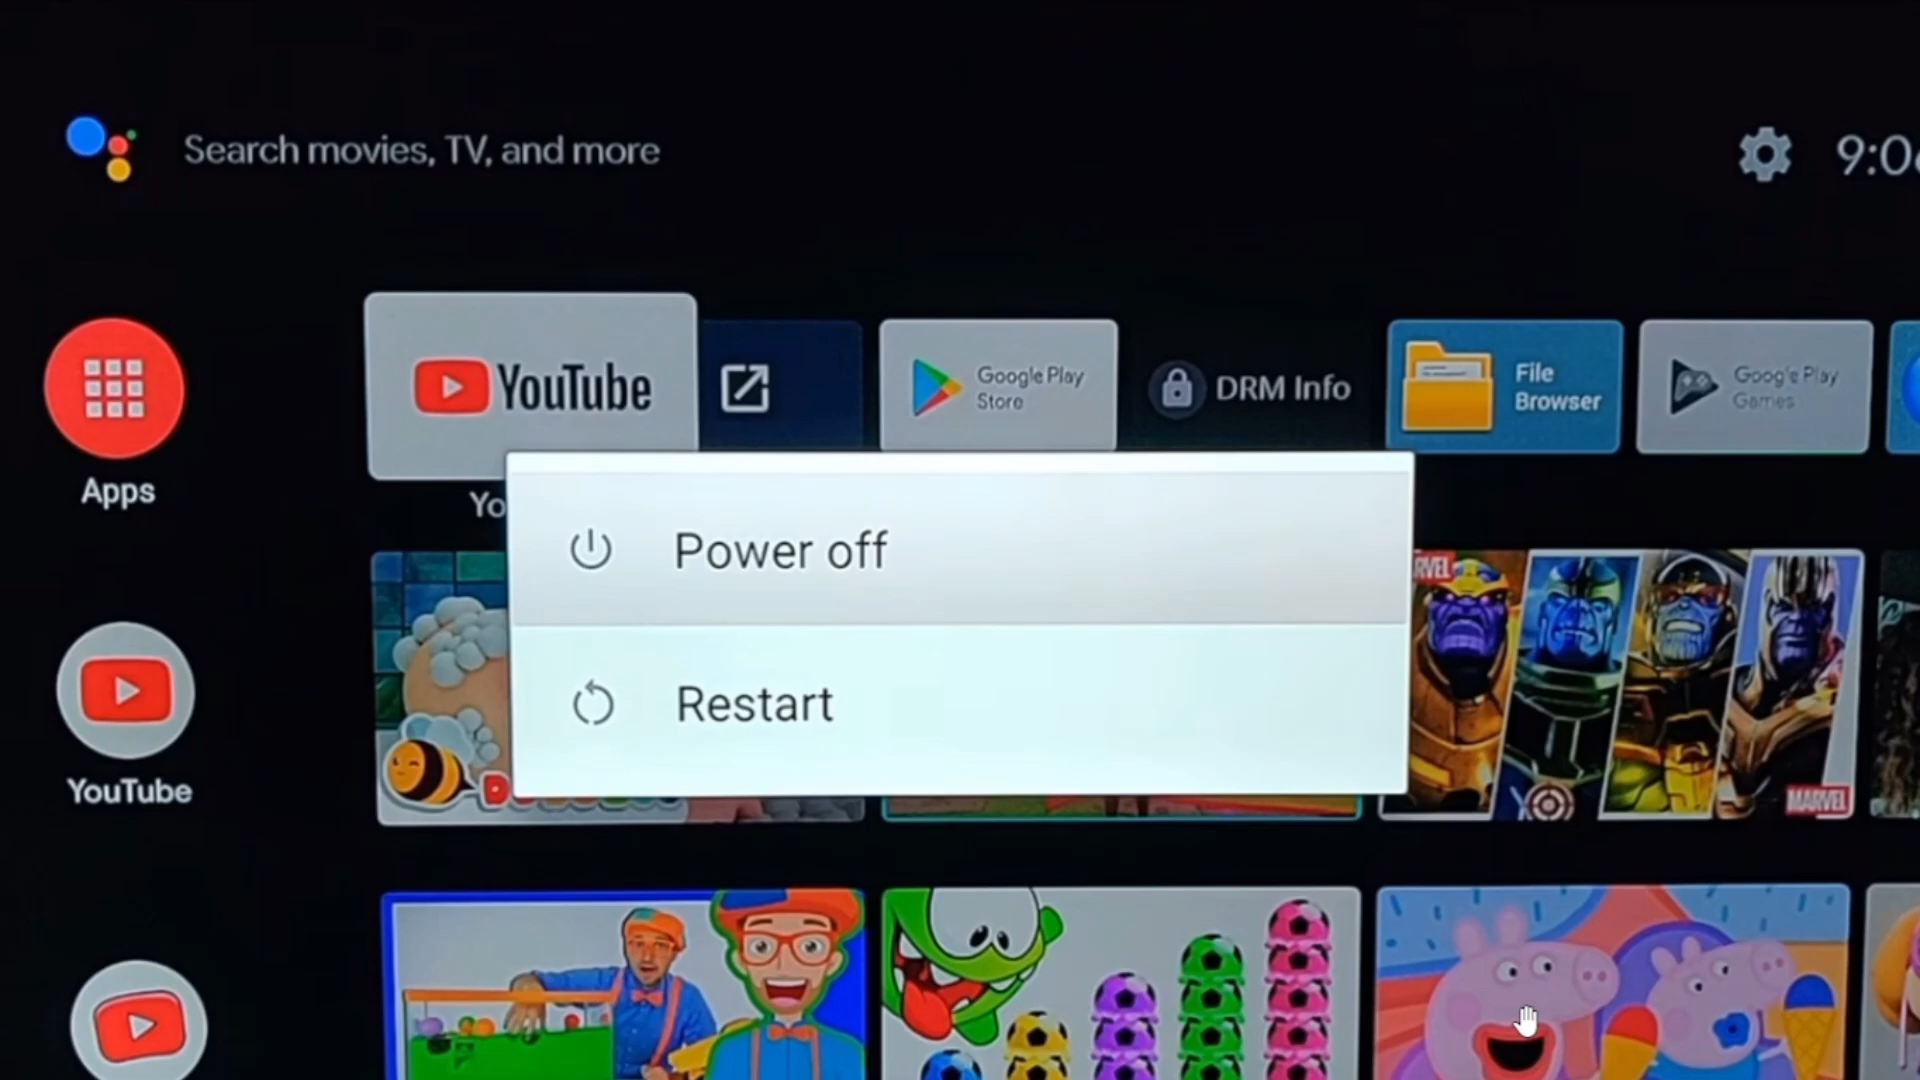 Search movies, TV, and more
9:0
YouTube
Google Play
Store
DRM Info
File
Browser
Google Play
Games
Apps
Yo
Power off
RVEL
Restart
YouTube
D
MARVEL